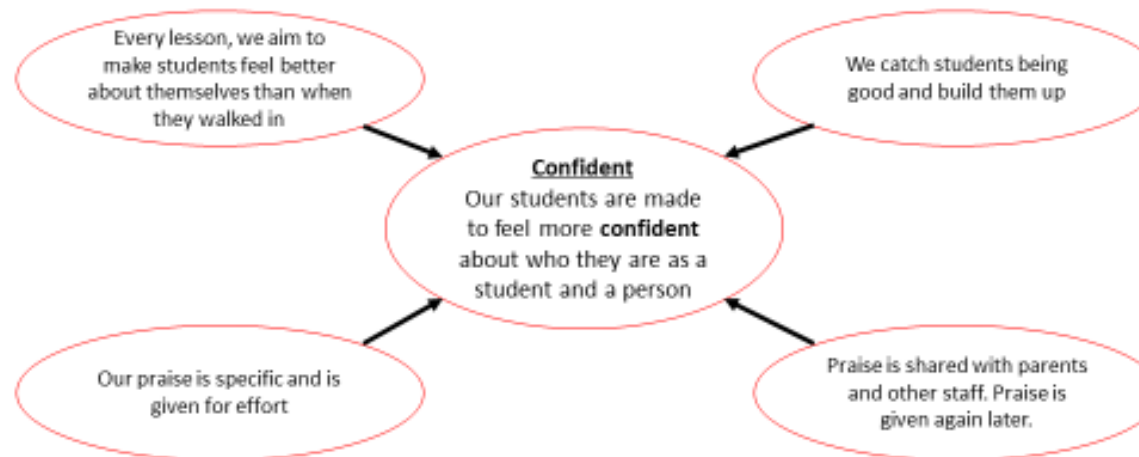 Every lesson, we aim to
make students feel better
about themselves than when
they walked in
We catch students being
good and build them up
Confident
Our students are made
to feel more confident
about who they are as a
student and a person
Our praise is specific and is
given for effort
Praise is shared with parents
and other staff. Praise is
given again later.